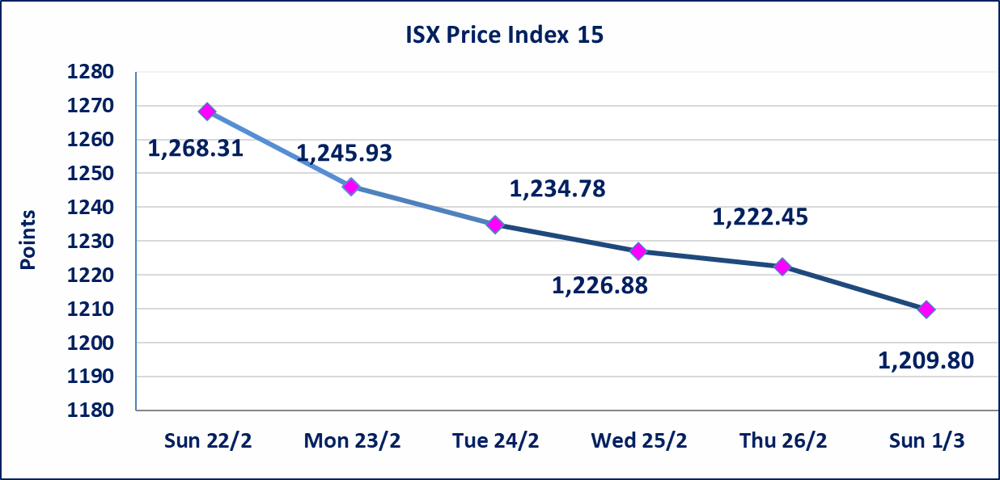 ISX Price Index 15
1280
1270
1260
1250
1240
1230
1220
1210
1200
1190
1180
Points
1,268.31
1,245.93
1,234.78
1,226.88
1,222.45
1,209.80
Sun 22/2
Mon 23/2
Tue 24/2
Wed 25/2
Thu 26/2
Sun 1/3